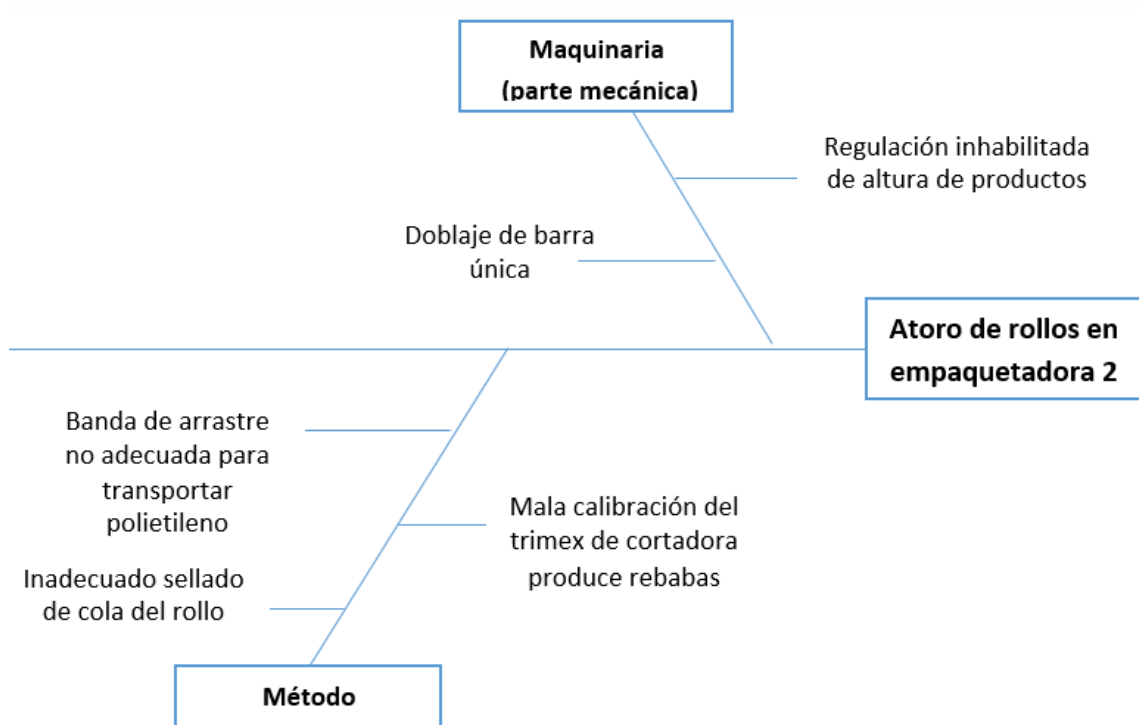 Maquinaria
(parte mecánica)
Regulación inhabilitada
de altura de productos
Doblaje de barra
única
Atoro de rollos en
empaquetadora 2
Banda de arrastre
no adecuada para
transportar
polietileno
Mala calibración del
trimex de cortadora
produce rebabas
Inadecuado sellado
de cola del rollo
Método